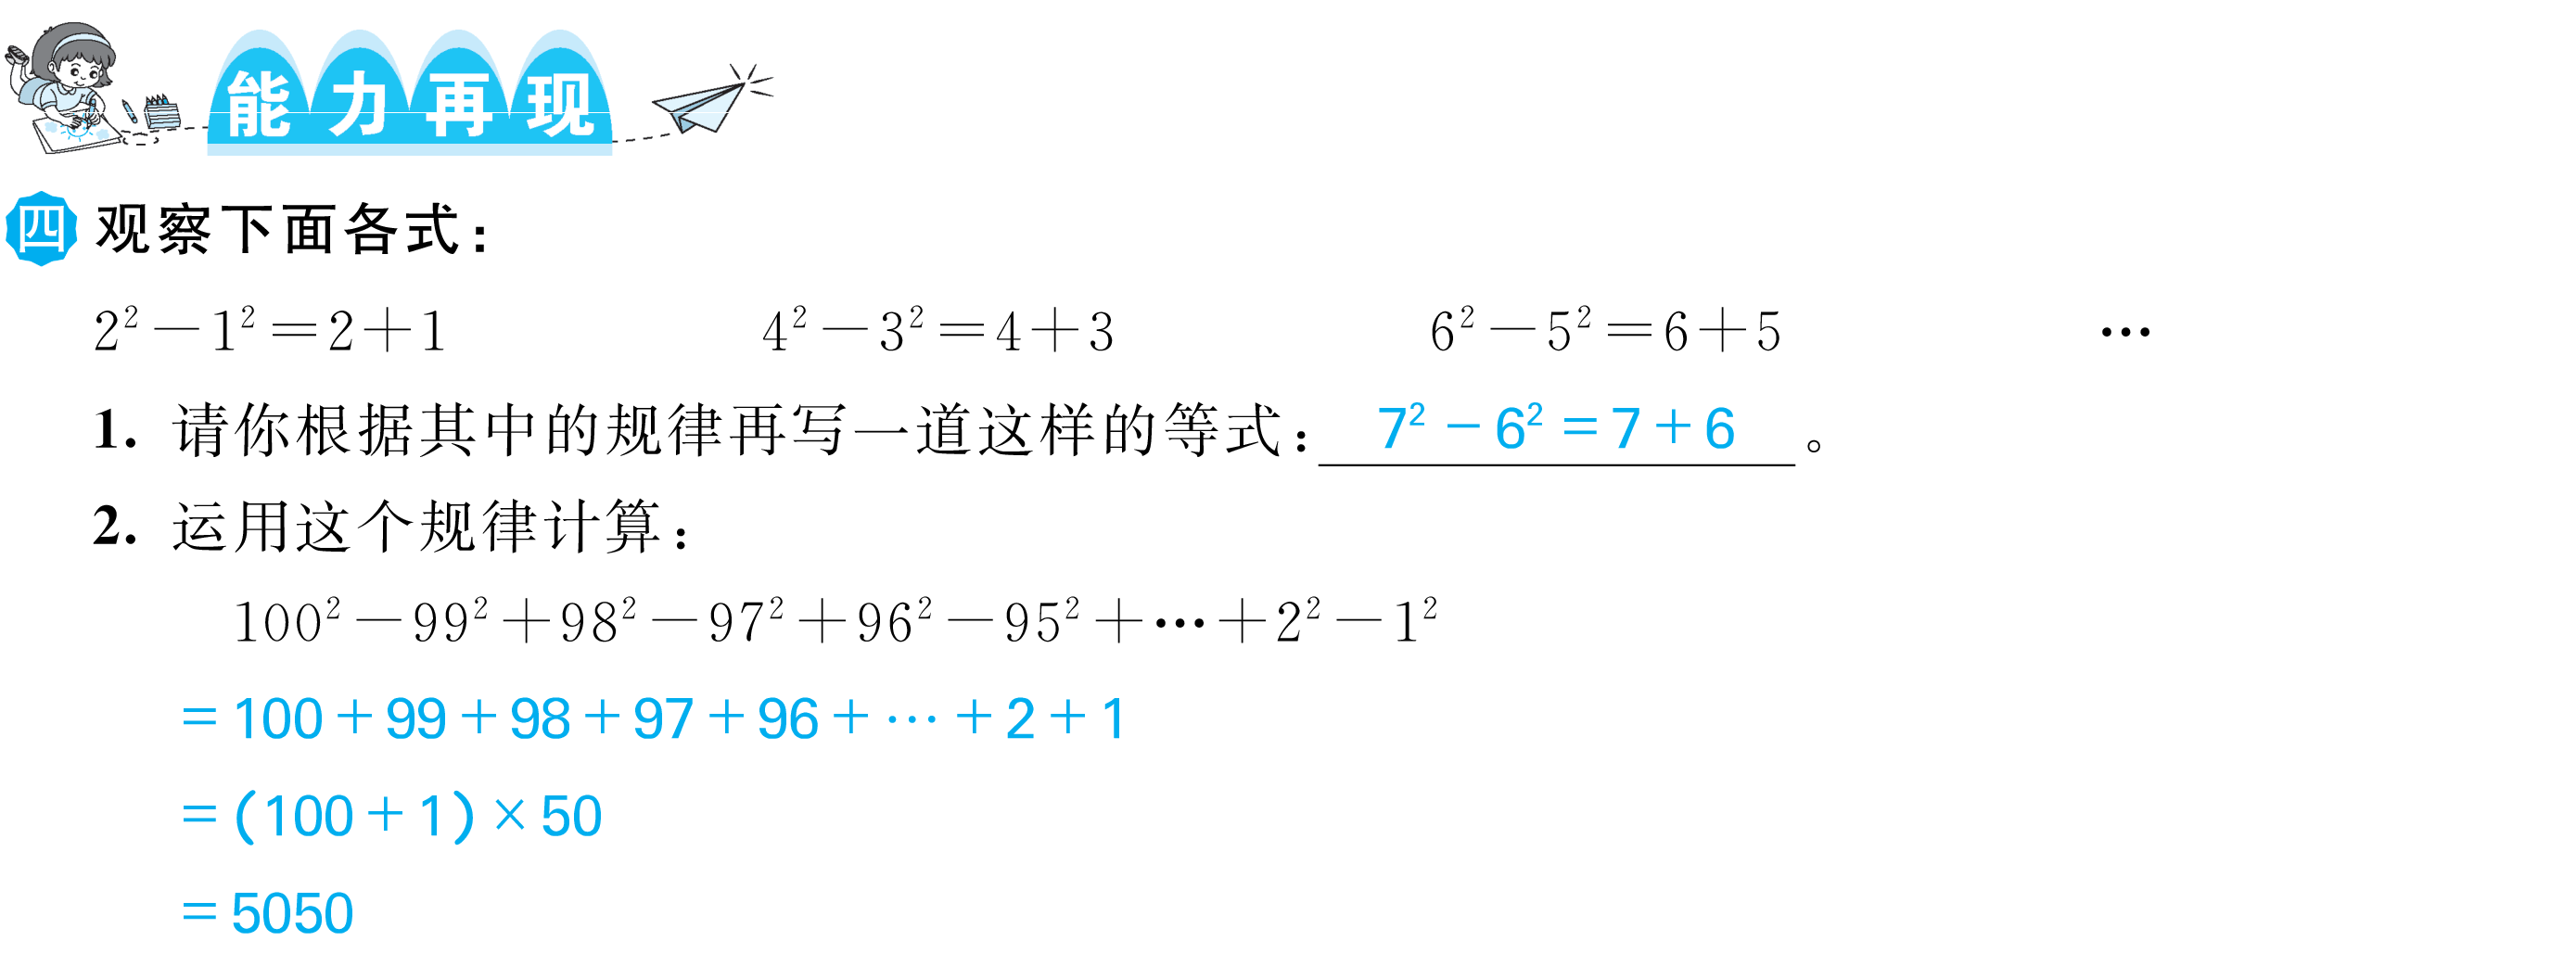 能力再现
四 观察下面各式：
2²－1²＝2＋1 4²－3²＝4＋3 6²－5²＝6＋5 …
1. 请你根据其中的规律再写一道这样的等式：7²－6²＝7＋6。
2. 运用这个规律计算：
100²－99²＋98²－97²＋96²－95²＋…＋2²－1²
＝100＋99＋98＋97＋96＋…＋2＋1
＝(100＋1)×50
＝5050